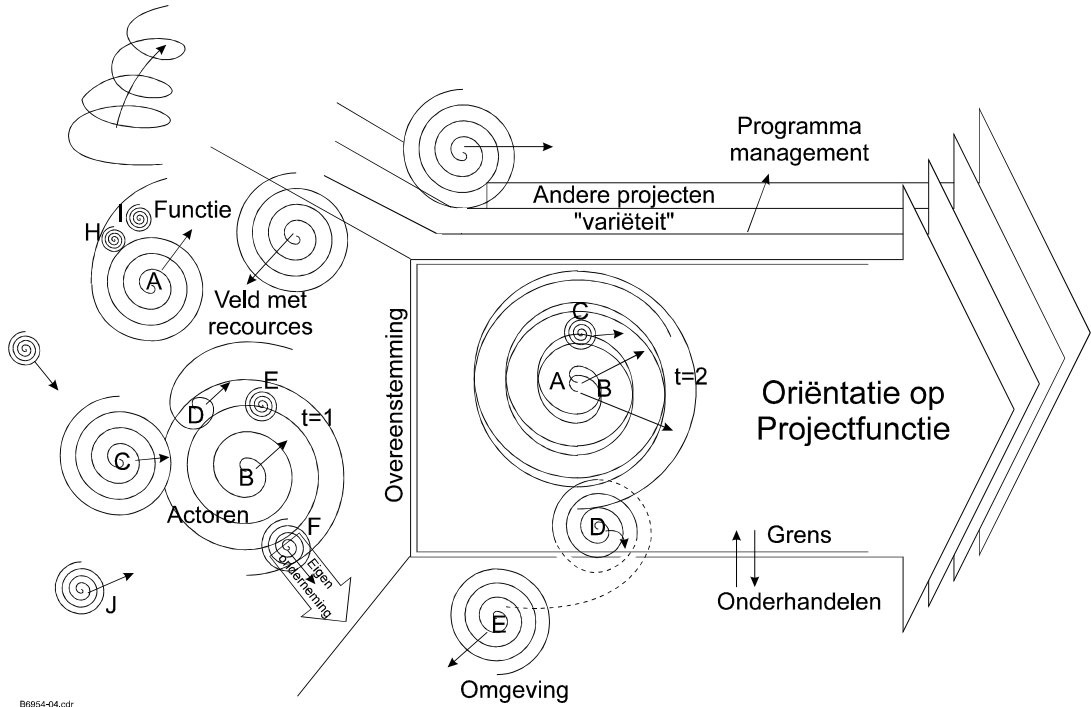 Programma
management
Andere projecten
"variëteit"
I
Functie
H
A
Veld met
recources
Overeenstemming
C
A
B
t=2
Oriëntatie op
Projectfunctie
E
D
t=1
C
B
Actoren
F
Eigen
onderneming
J
D
Grens
Onderhandelen
E
Omgeving
B6954-04.cdr